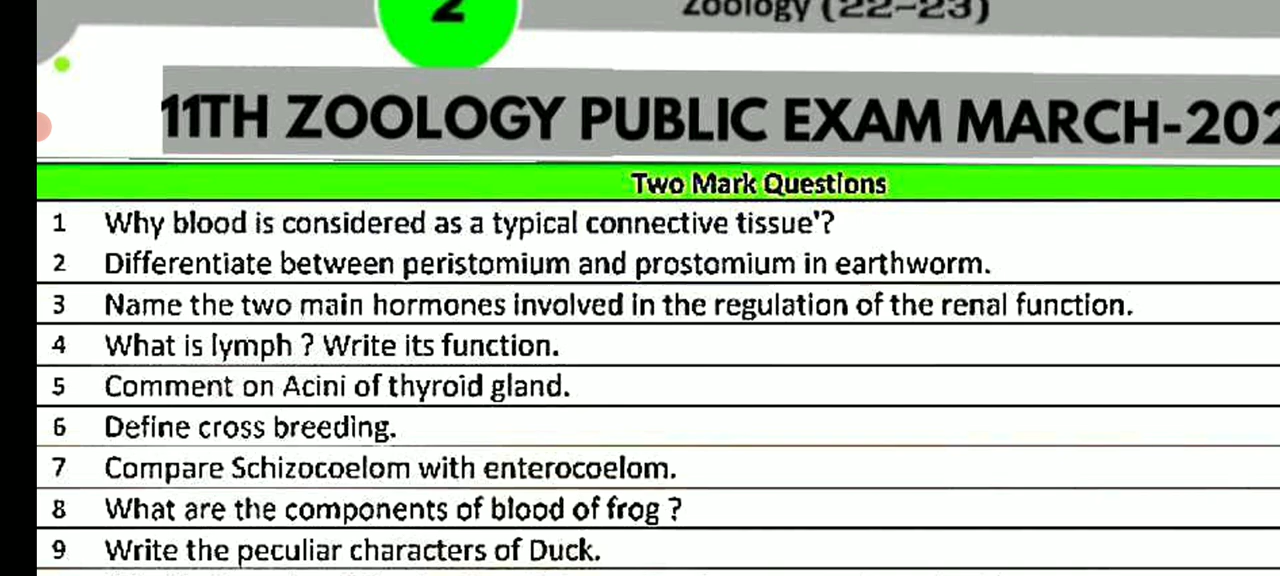 2
Zoology (22-23)
11TH ZOOLOGY PUBLIC EXAM MARCH-202
Two Mark Questions
1 Why blood is considered as a typical connective tissue'?
2 Differentiate between peristomium and prostomium in earthworm.
3 Name the two main hormones involved in the regulation of the renal function.
4 What is lymph ? Write its function.
5 Comment on Acini of thyroid gland.
6 Define cross breeding.
7 Compare Schizocoelom with enterocoelom.
8 What are the components of blood of frog ?
9 Write the peculiar characters of Duck.